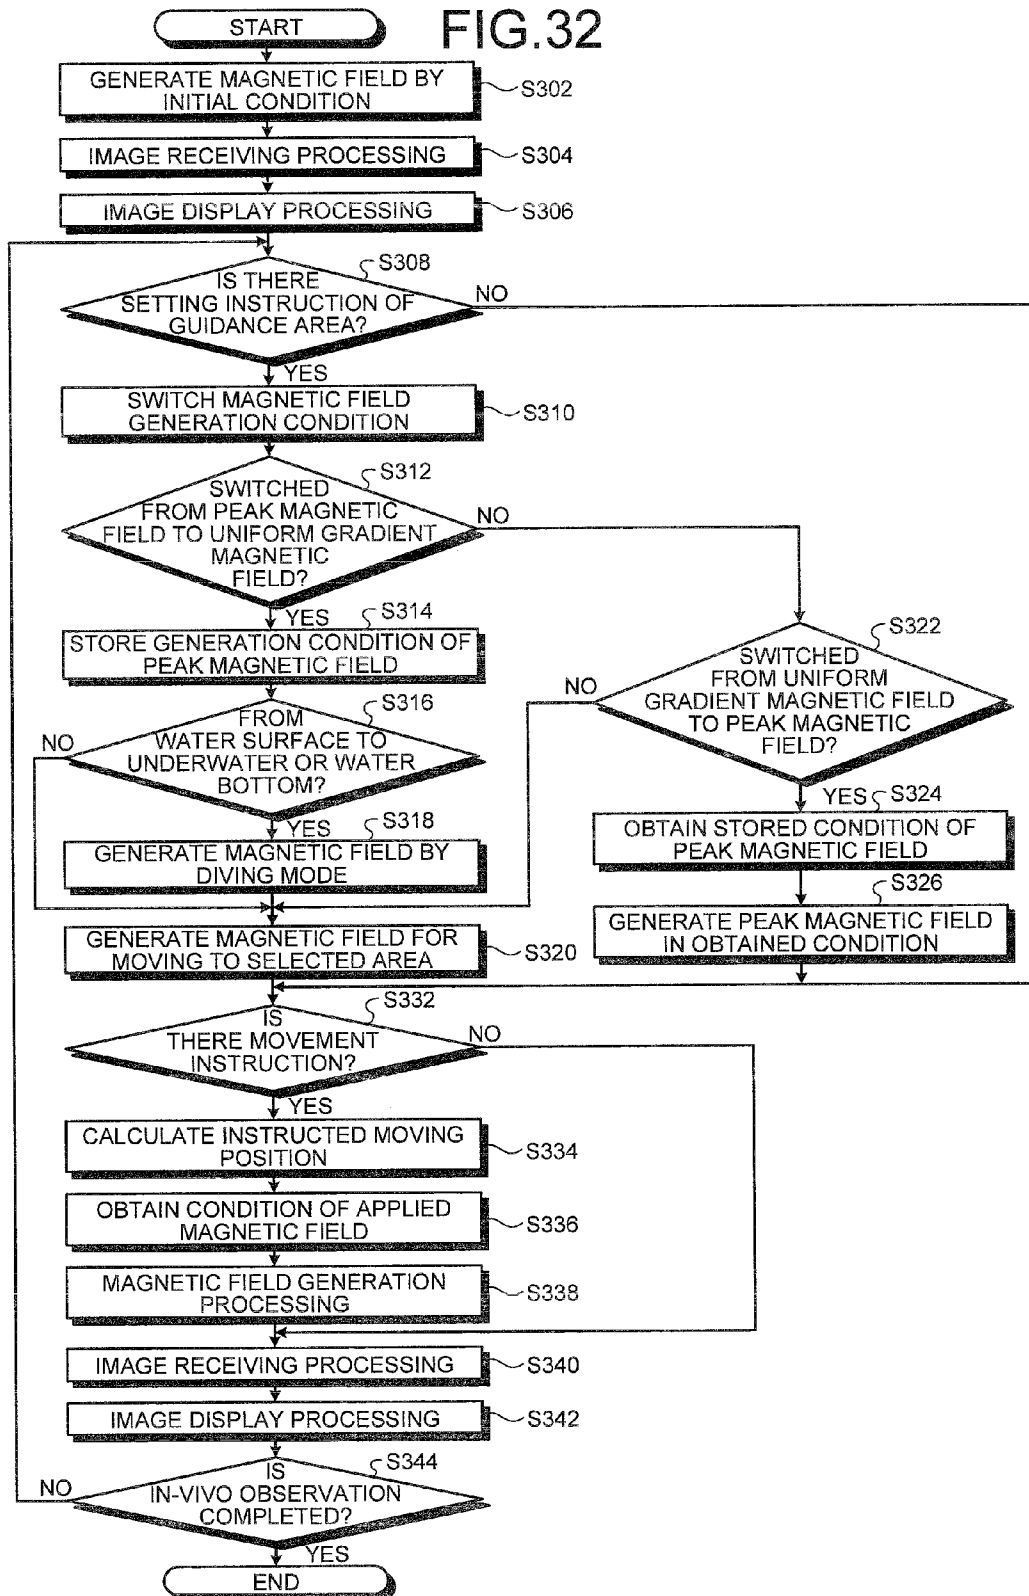 FIG.32
START
GENERATE MAGNETIC FIELD BY
INITIAL CONDITION
S302
IMAGE RECEIVING PROCESSING
S304
IMAGE DISPLAY PROCESSING
S306
S308
IS THERE
SETTING INSTRUCTION OF
GUIDANCE AREA?
NO
YES
SWITCH MAGNETIC FIELD
GENERATION CONDITION
S310
S312
SWITCHED
FROM PEAK MAGNETIC
FIELD TO UNIFORM GRADIENT
MAGNETIC
FIELD?
NO
YES
S314
STORE GENERATION CONDITION OF
PEAK MAGNETIC FIELD
S316
FROM
WATER SURFACE TO
UNDERWATER OR WATER
BOTTOM?
NO
YES
S318
GENERATE MAGNETIC FIELD BY
DIVING MODE
GENERATE MAGNETIC FIELD FOR
MOVING TO SELECTED AREA
S320
S322
SWITCHED
FROM UNIFORM
GRADIENT MAGNETIC FIELD
TO PEAK MAGNETIC
FIELD?
NO
YES
S324
OBTAIN STORED CONDITION OF
PEAK MAGNETIC FIELD
S326
GENERATE PEAK MAGNETIC FIELD
IN OBTAINED CONDITION
S332
IS
THERE MOVEMENT
INSTRUCTION?
NO
YES
CALCULATE INSTRUCTED MOVING
POSITION
S334
OBTAIN CONDITION OF APPLIED
MAGNETIC FIELD
S336
MAGNETIC FIELD GENERATION
PROCESSING
S338
IMAGE RECEIVING PROCESSING
S340
IMAGE DISPLAY PROCESSING
S342
S344
IS
IN-VIVO OBSERVATION
COMPLETED?
NO
YES
END